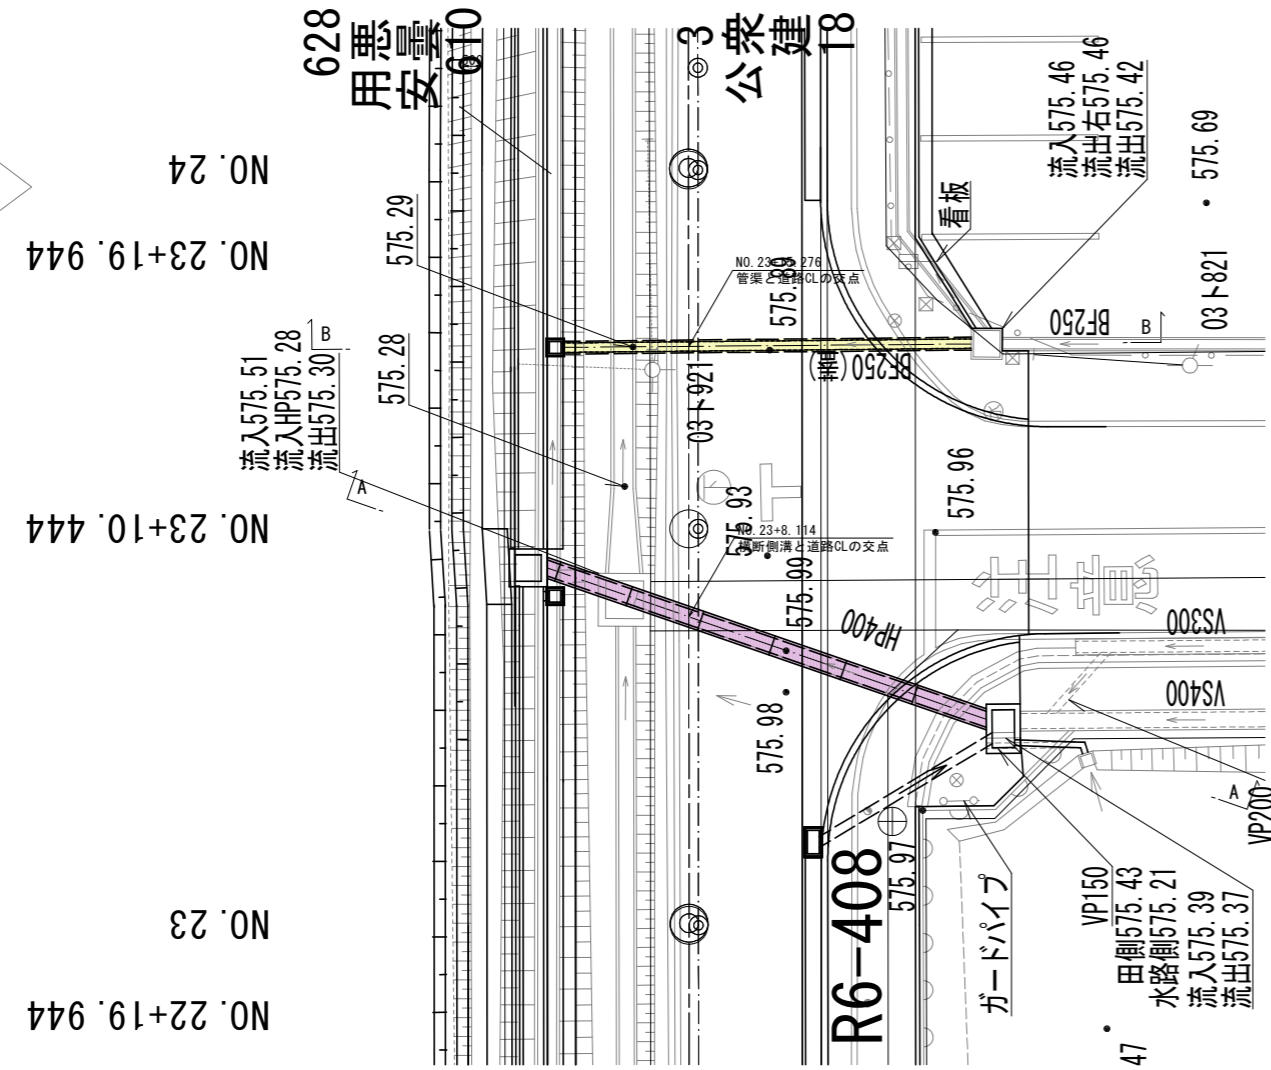 628
用悪
安曇
610
3
公衆
建
18
NO. 24
NO. 23+19. 944
NO. 23+10. 444
NO. 23
NO. 22+19. 944
流入575. 51
流入HP575. 28
流出575. 30
B
A
575. 29
575. 28
管渠と道路CLの交点
03ト921
BF250(蓋)
NO. 23+8. 114
横断側溝と道路CLの交点
575. 93
575. 99
575. 98
HP400
575. 96
看板
流入575. 46
流出右575. 46
流出575. 42
575. 69
03ト821
BF250
B
止
注意
VS300
VS400
R6-408
575. 97
ガードパイプ
VP150
田側575. 43
水路側575. 21
流入575. 39
流出575. 37
A
VP200
47